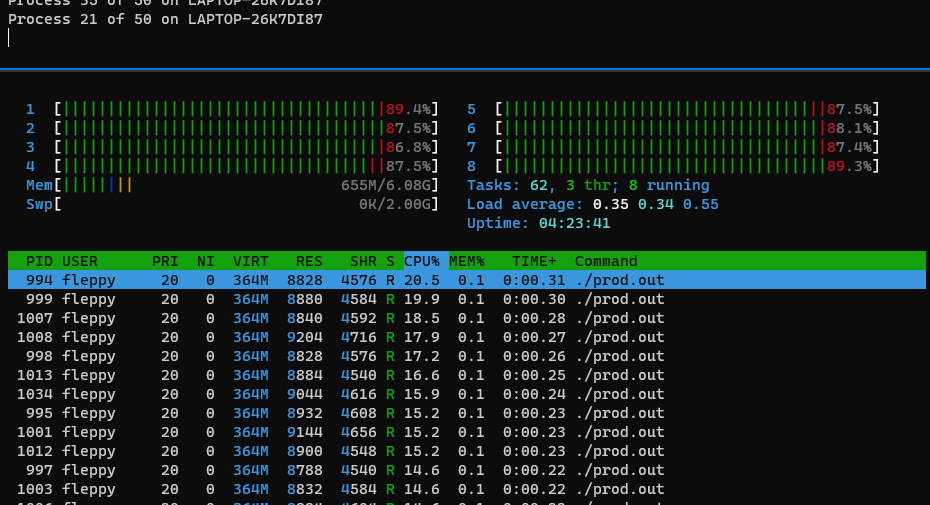 Process 35 of 50 on LAPTOP-26K7DI87
Process 21 of 50 on LAPTOP-26K7DI87
1 [||||||||||||||||||||||||||||||||||||89.4%] 5 [||||||||||||||||||||||||||||||||||||87.5%]
2 [||||||||||||||||||||||||||||||||||||87.5%] 6 [||||||||||||||||||||||||||||||||||||88.1%]
3 [||||||||||||||||||||||||||||||||||||86.8%] 7 [||||||||||||||||||||||||||||||||||||87.4%]
4 [||||||||||||||||||||||||||||||||||||87.5%] 8 [||||||||||||||||||||||||||||||||||||89.3%]
Mem[|||||||| 655M/6.08G] Tasks: 62, 3 thr; 8 running
Swp[ 0K/2.00G] Load average: 0.35 0.34 0.55
Uptime: 04:23:41
PID USER PRI NI VIRT RES SHR S CPU% MEM% TIME+ Command
994 fleppy 20 0 364M 8828 4576 R 20.5 0.1 0:00.31 ./prod.out
999 fleppy 20 0 364M 8880 4584 R 19.9 0.1 0:00.30 ./prod.out
1007 fleppy 20 0 364M 8840 4592 R 18.5 0.1 0:00.28 ./prod.out
1008 fleppy 20 0 364M 9204 4716 R 17.9 0.1 0:00.27 ./prod.out
998 fleppy 20 0 364M 8828 4576 R 17.2 0.1 0:00.26 ./prod.out
1013 fleppy 20 0 364M 8884 4540 R 16.6 0.1 0:00.25 ./prod.out
1034 fleppy 20 0 364M 9044 4616 R 15.9 0.1 0:00.24 ./prod.out
995 fleppy 20 0 364M 8932 4608 R 15.2 0.1 0:00.23 ./prod.out
1001 fleppy 20 0 364M 9144 4656 R 15.2 0.1 0:00.23 ./prod.out
1012 fleppy 20 0 364M 8900 4548 R 15.2 0.1 0:00.23 ./prod.out
997 fleppy 20 0 364M 8788 4540 R 14.6 0.1 0:00.22 ./prod.out
1003 fleppy 20 0 364M 8832 4584 R 14.6 0.1 0:00.22 ./prod.out